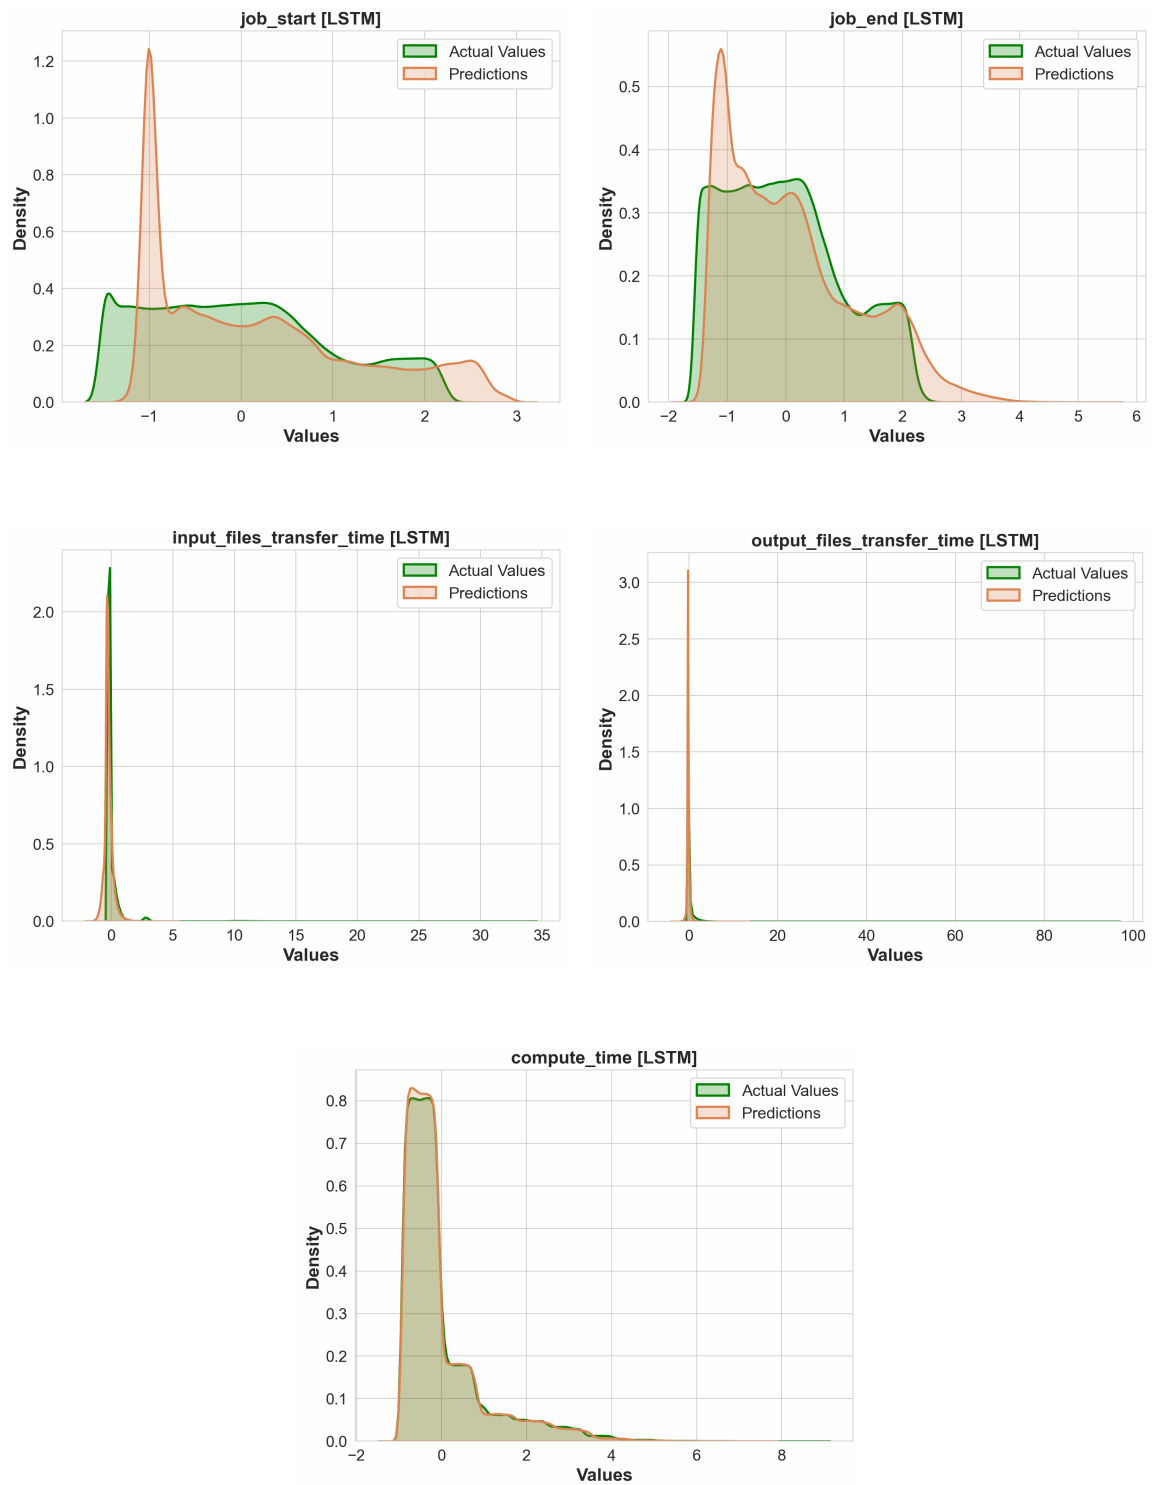 job_start [LSTM]
Actual Values
Predictions
Density
1.2
1.0
0.8
0.6
0.4
0.2
0.0
−1
0
1
2
3
Values
job_end [LSTM]
Actual Values
Predictions
Density
0.5
0.4
0.3
0.2
0.1
0.0
−2
−1
0
1
2
3
4
5
6
Values
input_files_transfer_time [LSTM]
Actual Values
Predictions
Density
2.0
1.5
1.0
0.5
0.0
0
5
10
15
20
25
30
35
Values
output_files_transfer_time [LSTM]
Actual Values
Predictions
Density
3.0
2.5
2.0
1.5
1.0
0.5
0.0
0
20
40
60
80
100
Values
compute_time [LSTM]
Actual Values
Predictions
Density
0.8
0.7
0.6
0.5
0.4
0.3
0.2
0.1
0.0
−2
0
2
4
6
8
Values